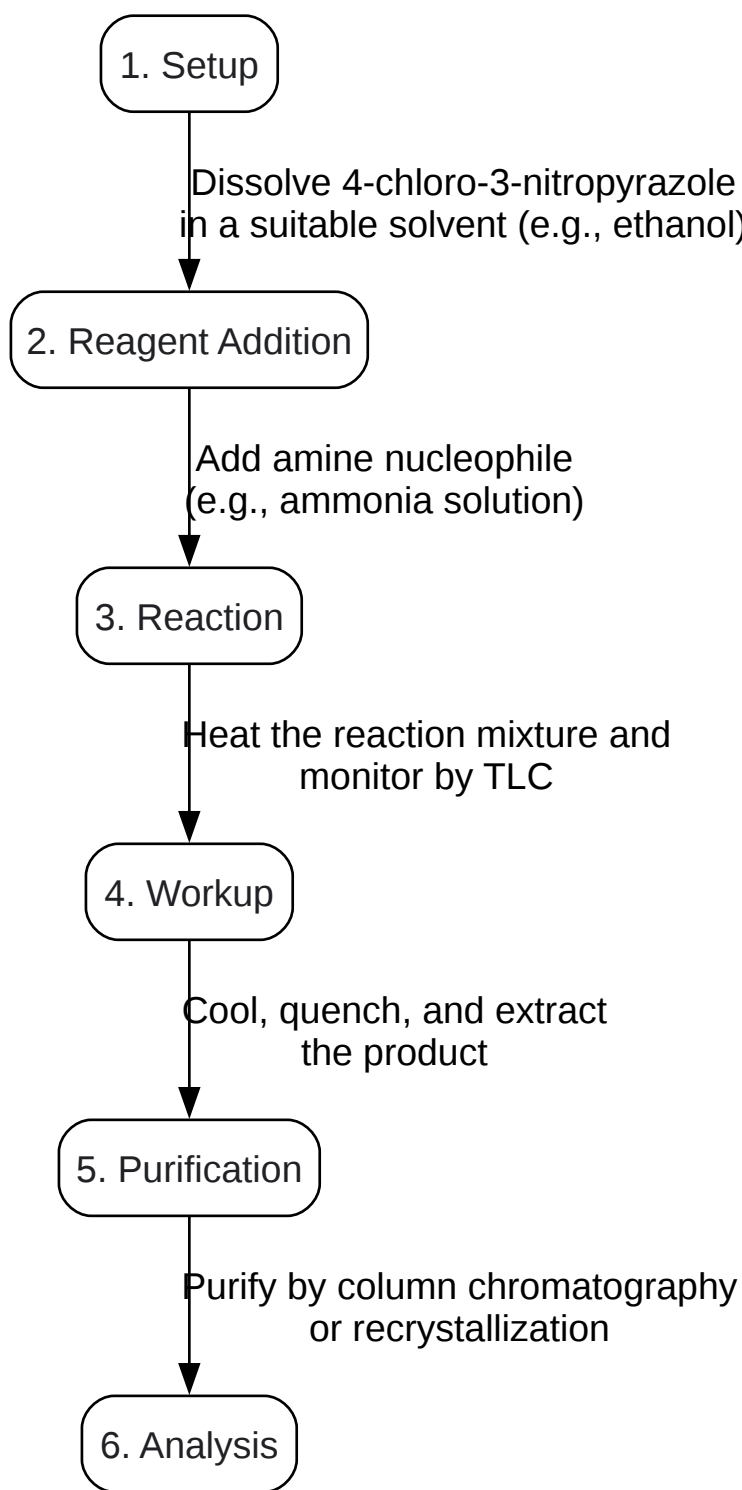 1. Setup
Dissolve 4-chloro-3-nitropyrazole
in a suitable solvent (e.g., ethanol)
2. Reagent Addition
Add amine nucleophile
(e.g., ammonia solution)
3. Reaction
Heat the reaction mixture and
monitor by TLC
4. Workup
Cool, quench, and extract
the product
5. Purification
Purify by column chromatography
or recrystallization
6. Analysis